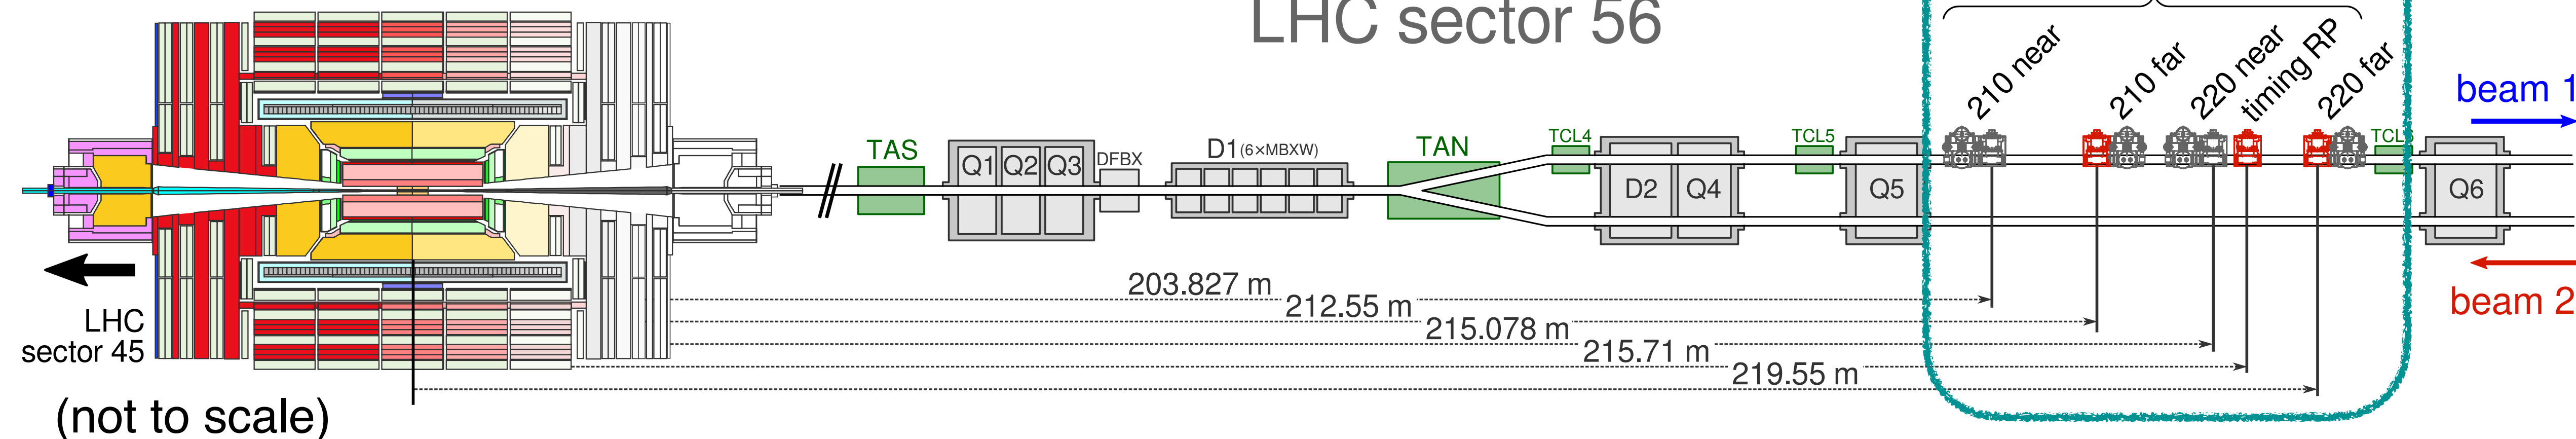 LHC sector 56
210 near
210 far
220 near
timing RP
220 far
beam 1
TAS
Q1 Q2 Q3
DFBX
D1 (6×MBXW)
TAN
TCL4
D2
Q4
TCL5
Q5
Q6
203.827 m
212.55 m
215.078 m
215.71 m
219.55 m
beam 2
LHC
sector 45
(not to scale)